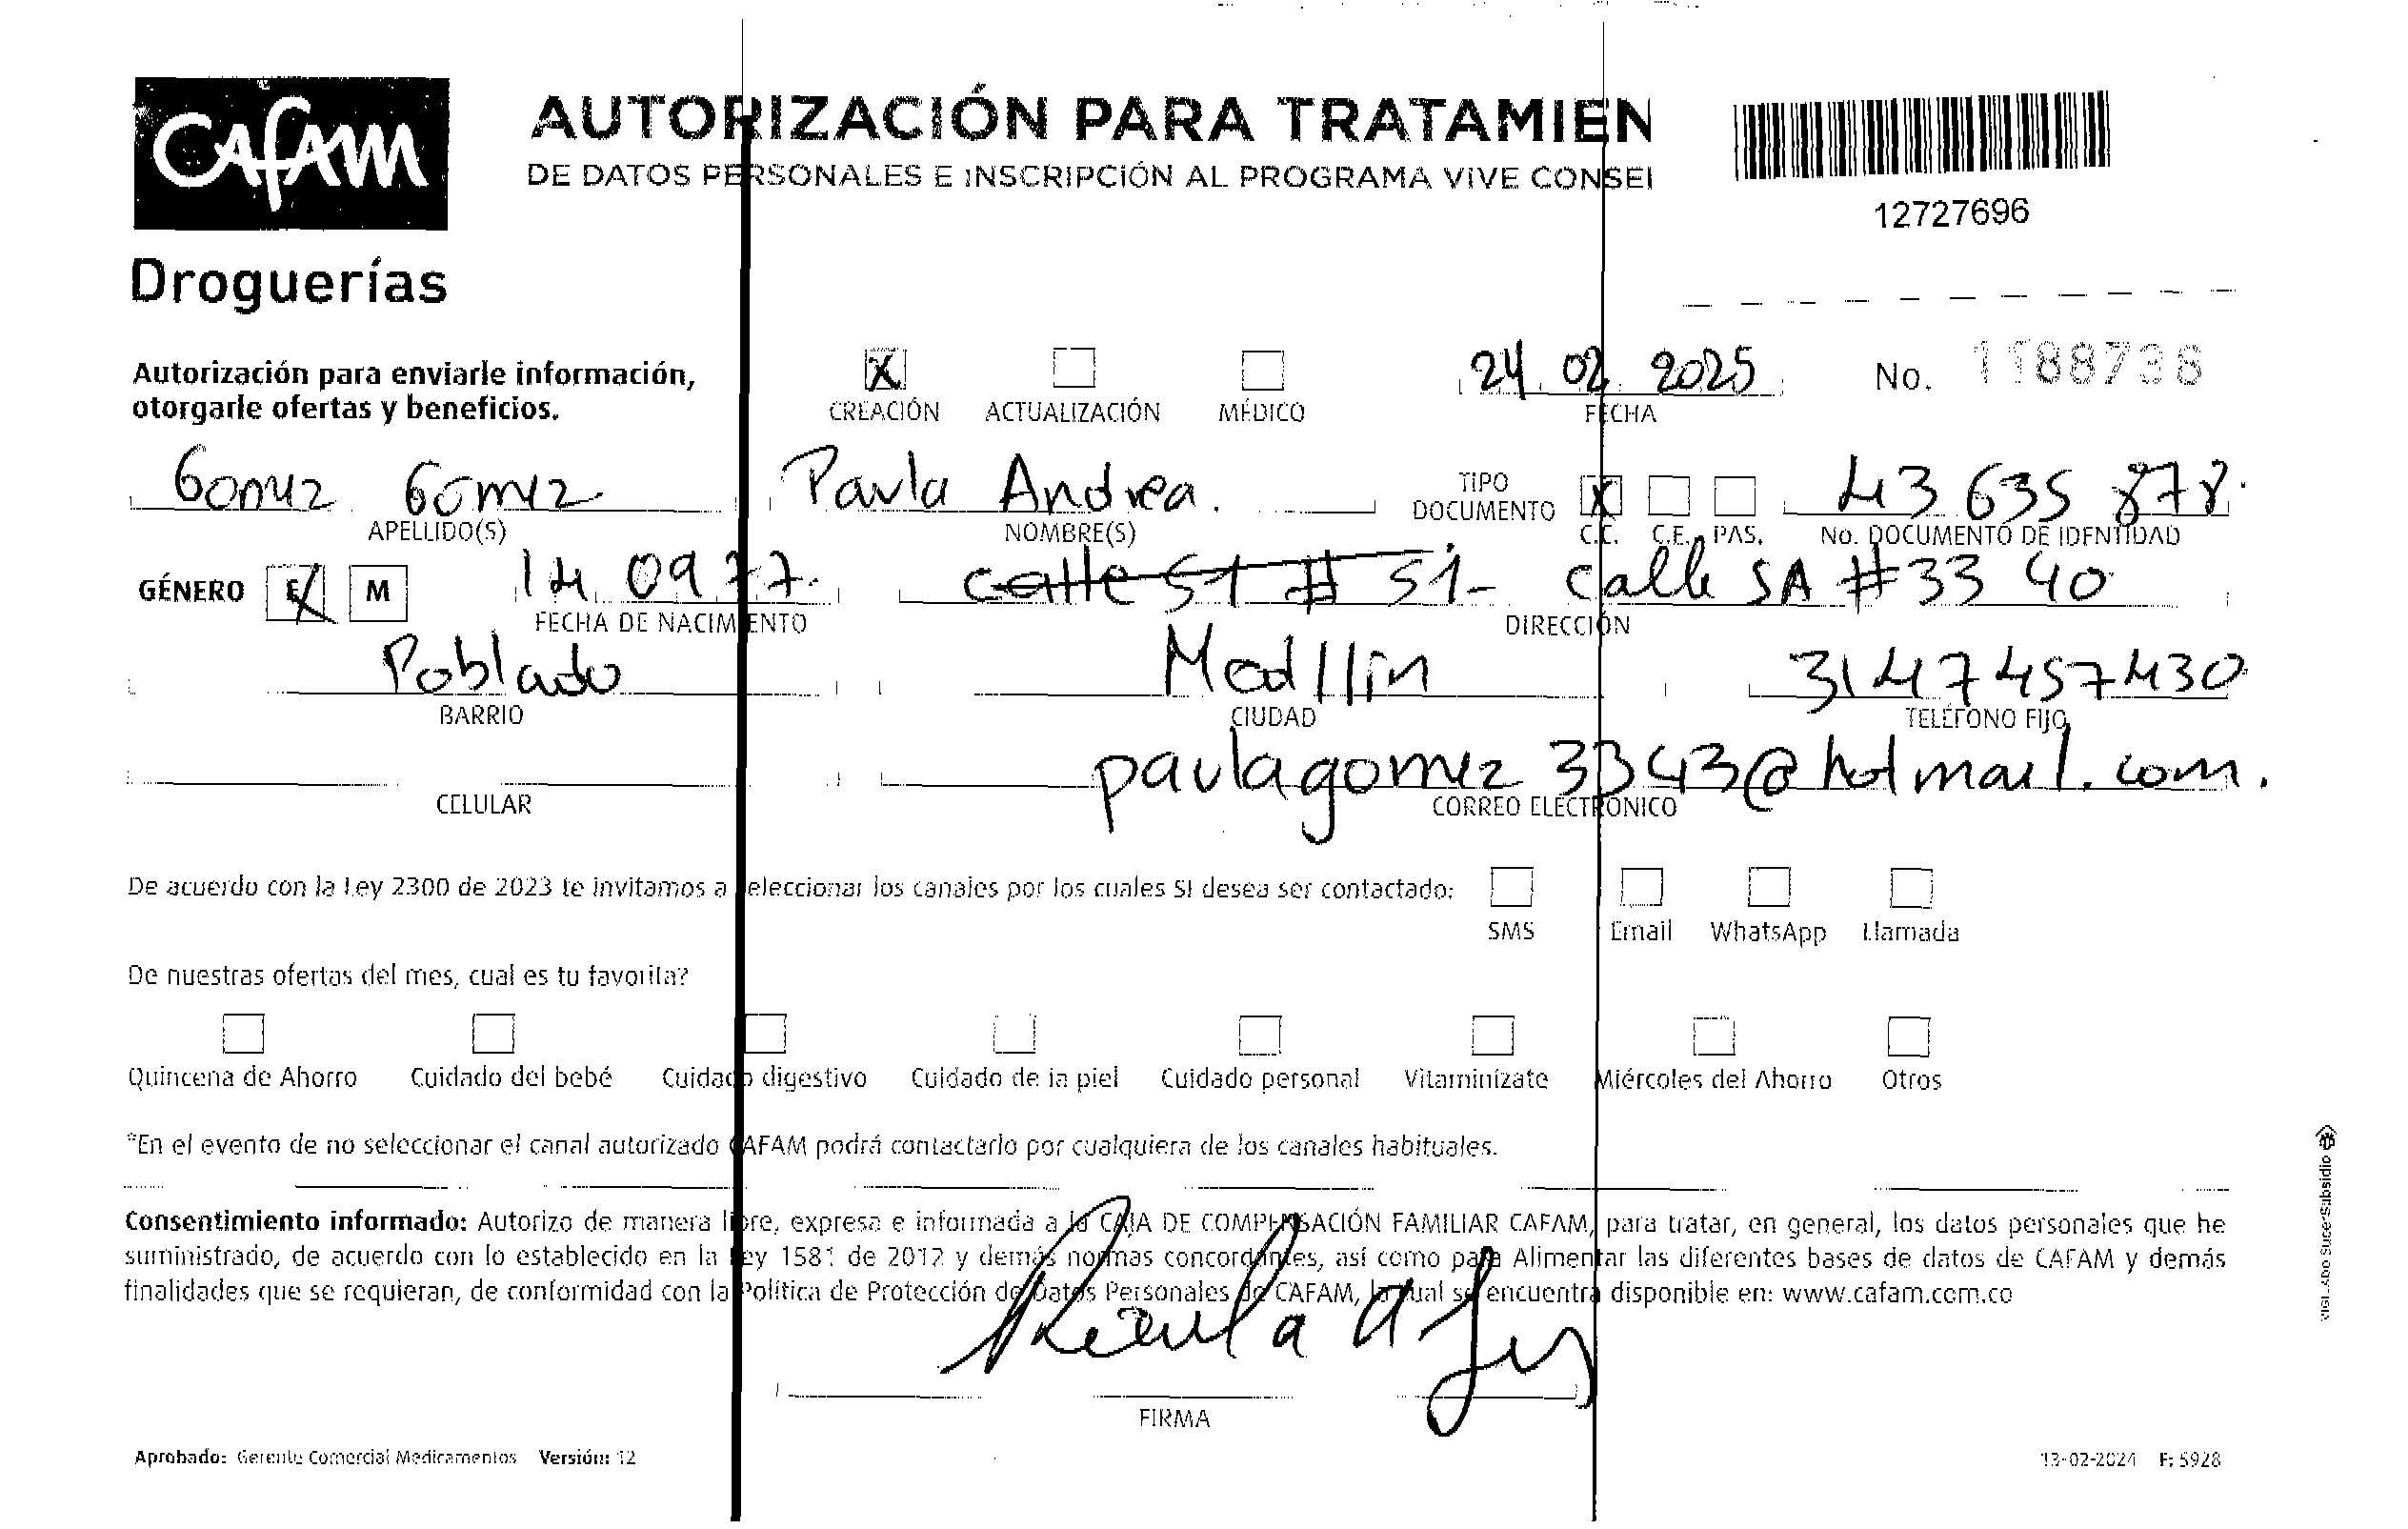 CAFAM
AUTORIZACIÓN PARA TRATAMIEN
DE DATOS PERSONALES E INSCRIPCIÓN AL PROGRAMA VIVE CONSEI
12727696
Droguerías
Autorización para enviarle información,
otorgarle ofertas y beneficios.
X CREACIÓN ACTUALIZACIÓN MÉDICO
24 02 2025
FECHA
No. 1188738
Gomez Gomez
APELLIDO(S)
Paula Andrea.
NOMBRE(S)
TIPO DOCUMENTO X C.C. C.E. PAS.
43 635 878.
No. DOCUMENTO DE IDENTIDAD
GÉNERO F M
14 09 77.
FECHA DE NACIMIENTO
calle 51 # 51- calle 5A #33 40
DIRECCIÓN
Poblado
BARRIO
Medllin
CIUDAD
3147457430
TELÉFONO FIJO
CELULAR
paulagomez3343@hotmail.com.
CORREO ELECTRÓNICO
De acuerdo con la Ley 2300 de 2023 te invitamos a seleccionar los canales por los cuales SI desea ser contactado:
SMS Email WhatsApp Llamada
De nuestras ofertas del mes, cual es tu favorita?
Quincena de Ahorro Cuidado del bebé Cuidado digestivo Cuidado de la piel Cuidado personal Vitaminízate Miércoles del Ahorro Otros
*En el evento de no seleccionar el canal autorizado CAFAM podrá contactarlo por cualquiera de los canales habituales.
Consentimiento informado: Autorizo de manera libre, expresa e informada a la CAJA DE COMPENSACIÓN FAMILIAR CAFAM, para tratar, en general, los datos personales que he
suministrado, de acuerdo con lo establecido en la Ley 1581 de 2012 y demás normas concordantes, así como para Alimentar las diferentes bases de datos de CAFAM y demás
finalidades que se requieran, de conformidad con la Política de Protección de Datos Personales de CAFAM, la cual se encuentra disponible en: www.cafam.com.co
Paula A
FIRMA
Aprobado: Gerente Comercial Medicamentos Versión: 12
13-02-2024 F: 5928
VIGILADO SuperSubsidio